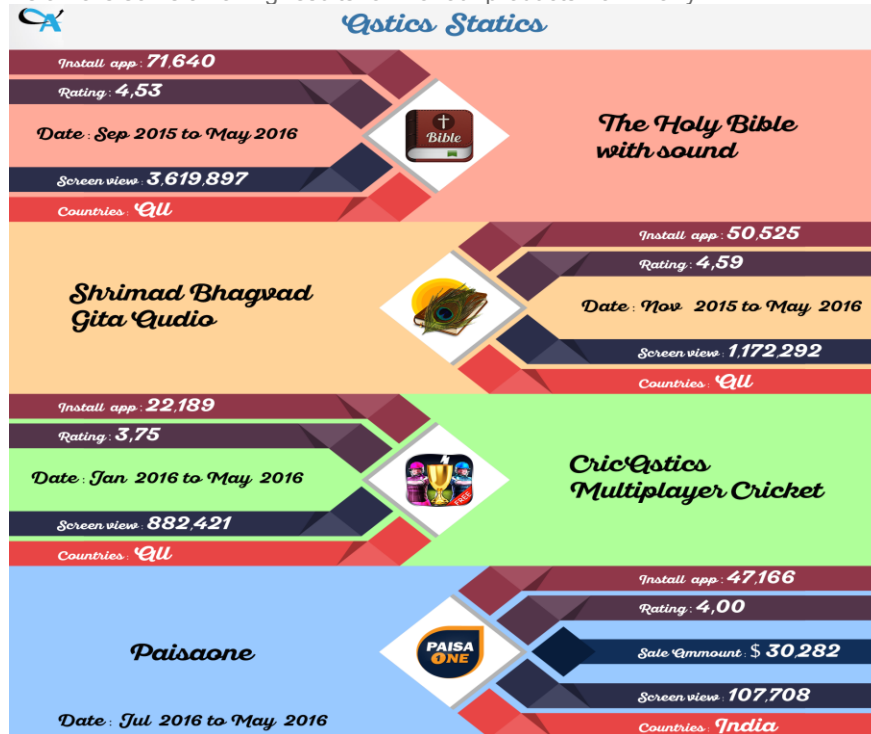 Astics Statics
Install app : 71,640
Rating : 4,53
Date : Sep 2015 to May 2016
Screen view : 3,619,897
Countries : All
Bible
The Holy Bible
with sound
Shrimad Bhagvad
Gita Audio
Install app : 50,525
Rating : 4,59
Date : Nov 2015 to May 2016
Screen view : 1,172,292
Countries : All
Install app : 22,189
Rating : 3,75
Date : Jan 2016 to May 2016
Screen view : 882,421
Countries : All
FREE
CricAstics
Multiplayer Cricket
Paisaone
Date : Jul 2016 to May 2016
PAISA
ONE
Install app : 47,166
Rating : 4,00
Sale Ammount : $ 30,282
Screen view : 107,708
Countries : India